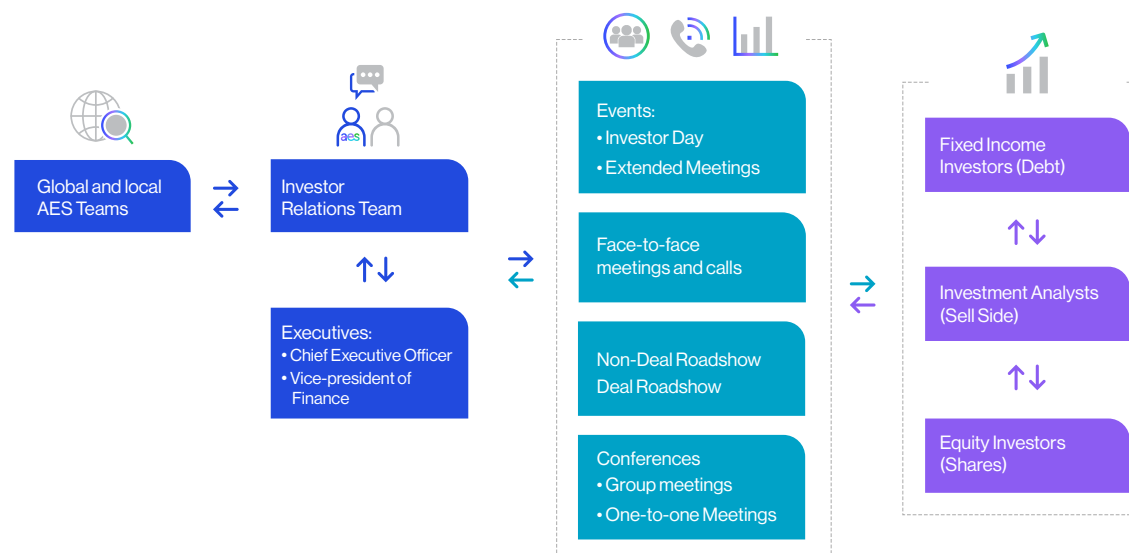 Global and local
AES Teams
aes
Investor
Relations Team
Executives:
• Chief Executive Officer
• Vice-president of
Finance
Events:
• Investor Day
• Extended Meetings
Face-to-face
meetings and calls
Non-Deal Roadshow
Deal Roadshow
Conferences
• Group meetings
• One-to-one Meetings
Fixed Income
Investors (Debt)
Investment Analysts
(Sell Side)
Equity Investors
(Shares)